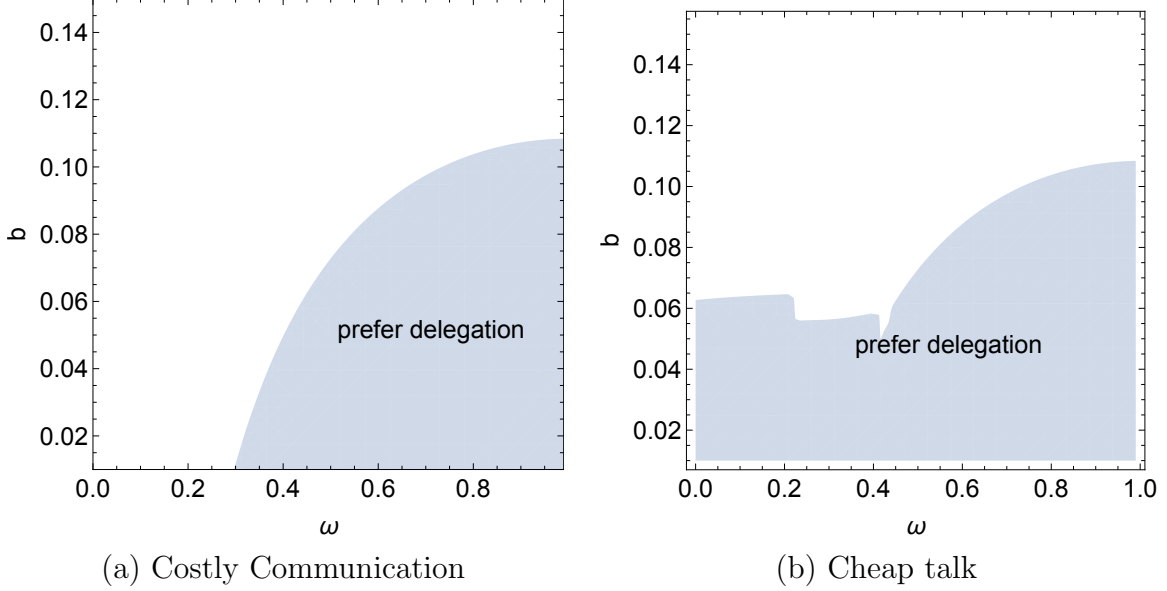 0.14
0.12
0.10
0.08
0.06
0.04
0.02
b
prefer delegation
0.0 0.2 0.4 0.6 0.8
ω
(a) Costly Communication
0.14
0.12
0.10
0.08
0.06
0.04
0.02
b
prefer delegation
0.0 0.2 0.4 0.6 0.8 1.0
ω
(b) Cheap talk